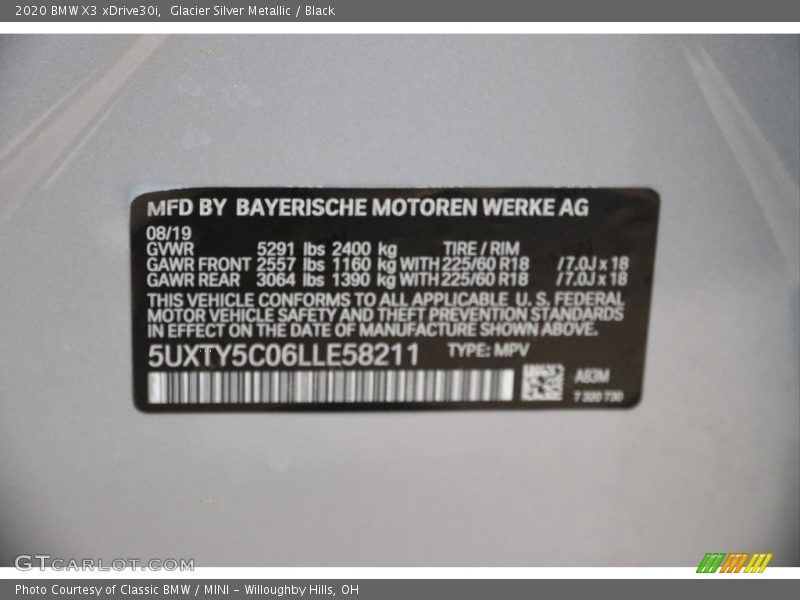 2020 BMW X3 xDrive30i, Glacier Silver Metallic / Black
MFD BY BAYERISCHE MOTOREN WERKE AG
08/19
GVWR 5291 lbs 2400 kg TIRE / RIM
GAWR FRONT 2557 lbs 1160 kg WITH 225/60 R18 /7.0J x 18
GAWR REAR 3064 lbs 1390 kg WITH 225/60 R18 /7.0J x 18
THIS VEHICLE CONFORMS TO ALL APPLICABLE U. S. FEDERAL
MOTOR VEHICLE SAFETY AND THEFT PREVENTION STANDARDS
IN EFFECT ON THE DATE OF MANUFACTURE SHOWN ABOVE.
5UXTY5C06LLE58211 TYPE: MPV
A83M
7 320 730
GTCARLOT.COM
Photo Courtesy of Classic BMW / MINI - Willoughby Hills, OH